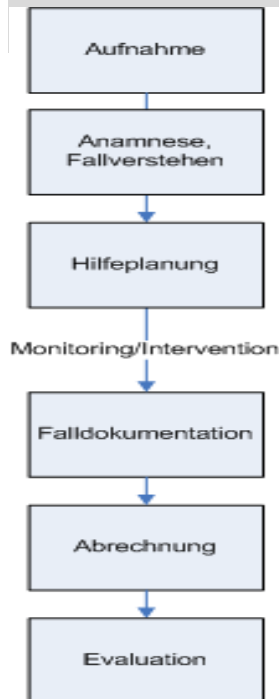 Aufnahme
Anamnese,
Fallverstehen
Hilfeplanung
Monitoring/Intervention
Falldokumentation
Abrechnung
Evaluation